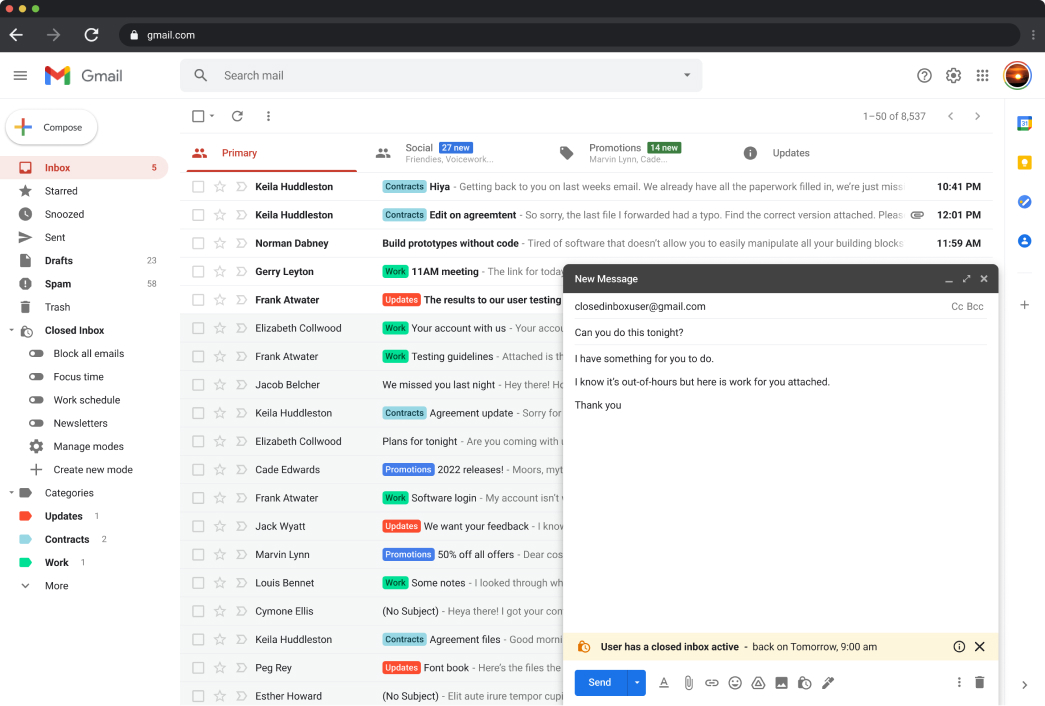 gmail.com
Gmail
Search mail
Compose
1–50 of 8,537
Inbox 5
Starred
Snoozed
Sent
Drafts 23
Spam 58
Trash
Closed Inbox
Block all emails
Focus time
Work schedule
Newsletters
Manage modes
Create new mode
Categories
Updates 1
Contracts 2
Work 1
More
Primary
Social 27 new
Friendies, Voicework...
Promotions 14 new
Marvin Lynn, Cade...
Updates
Keila Huddleston Contracts Hiya - Getting back to you on last weeks email. We already have all the paperwork filled in, we're just miss 10:41 PM
Keila Huddleston Contracts Edit on agreemtent - So sorry, the last file I forwarded had a typo. Find the correct version attached. Pleas 12:01 PM
Norman Dabney Build prototypes without code - Tired of software that doesn't allow you to easily manipulate all your building blocks 11:59 AM
Gerry Leyton Work 11AM meeting - The link for today
Frank Atwater Updates The results to our user testing
Elizabeth Collwood Work Your account with us - Your accou
Frank Atwater Work Testing guidelines - Attached is th
Jacob Belcher We missed you last night - Hey there! Ho
Keila Huddleston Contracts Agreement update - Sorry for
Elizabeth Collwood Plans for tonight - Are you coming with
Cade Edwards Promotions 2022 releases! - Moors, myt
Frank Atwater Work Software login - My account isn't
Jack Wyatt Updates We want your feedback - I know
Marvin Lynn Promotions 50% off all offers - Dear cos
Louis Bennet Work Some notes - I looked through wh
Cymone Ellis (No Subject) - Heya there! I got your con
Keila Huddleston Contracts Agreement files - Good morni
Peg Rey Updates Font book - Here's the files the
Esther Howard (No Subject) - Elit aute irure tempor cupi
New Message
closedinboxuser@gmail.com Cc Bcc
Can you do this tonight?
I have something for you to do.
I know it's out-of-hours but here is work for you attached.
Thank you
User has a closed inbox active - back on Tomorrow, 9:00 am
Send
31